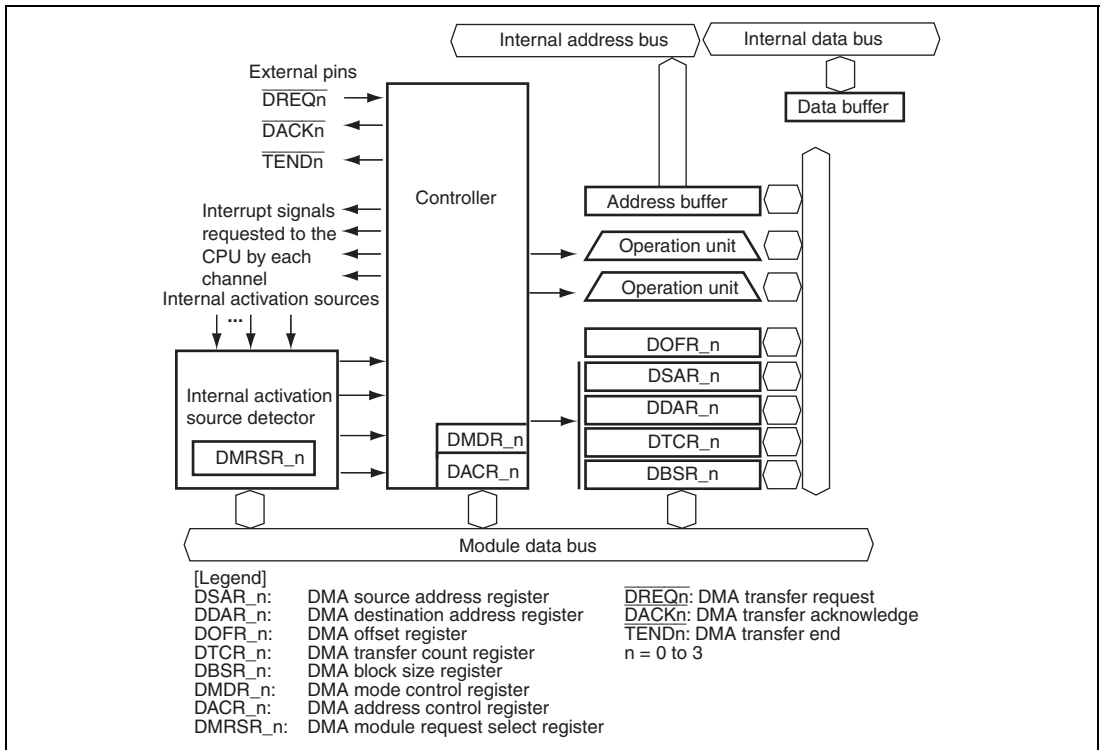 Internal address bus
Internal data bus
External pins
DREQn
DACKn
TENDn
Data buffer
Controller
Address buffer
Interrupt signals
requested to the
CPU by each
channel
Operation unit
Operation unit
Internal activation sources
...
DOFR_n
DSAR_n
DDAR_n
DTCR_n
DBSR_n
Internal activation
source detector
DMRSR_n
DMDR_n
DACR_n
Module data bus
[Legend]
DSAR_n: DMA source address register
DDAR_n: DMA destination address register
DOFR_n: DMA offset register
DTCR_n: DMA transfer count register
DBSR_n: DMA block size register
DMDR_n: DMA mode control register
DACR_n: DMA address control register
DMRSR_n: DMA module request select register
DREQn: DMA transfer request
DACKn: DMA transfer acknowledge
TENDn: DMA transfer end
n = 0 to 3